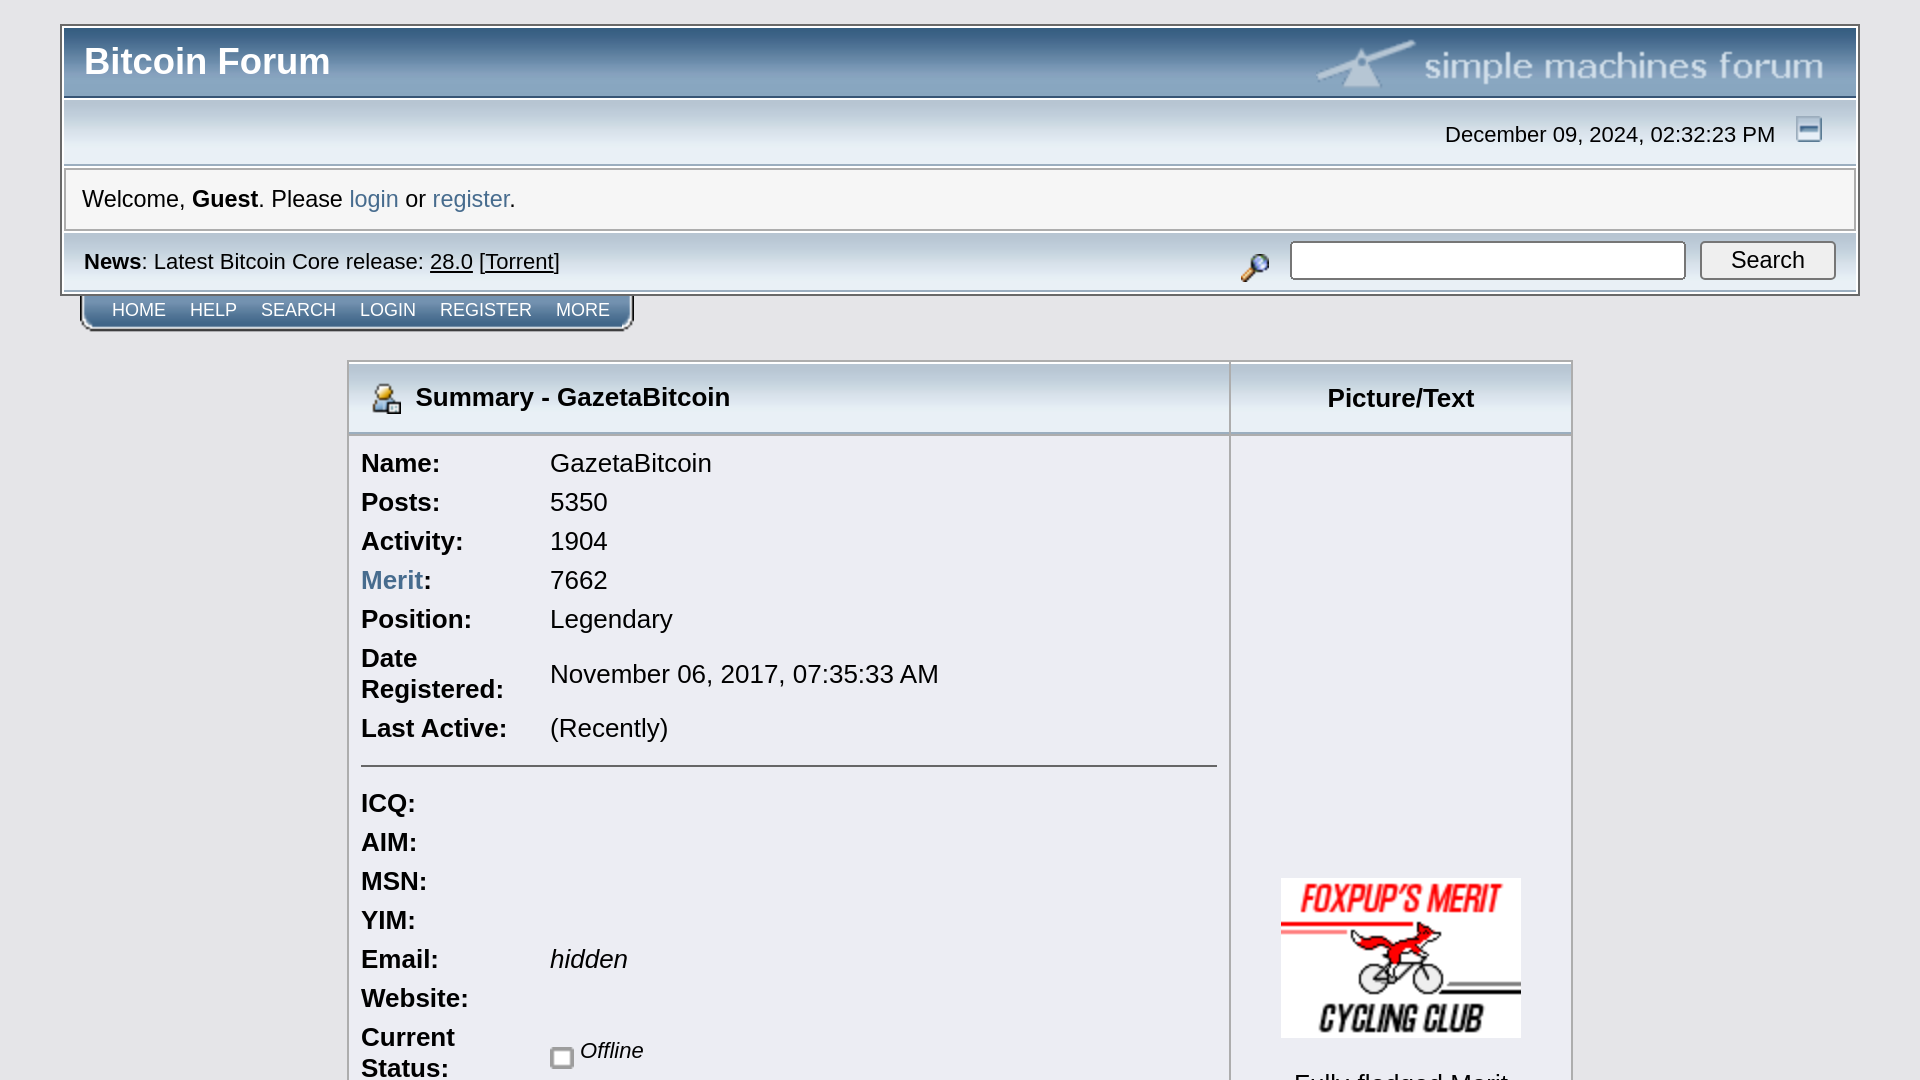 Bitcoin Forum
simple machines forum
December 09, 2024, 02:32:23 PM
Welcome, Guest. Please login or register.
News: Latest Bitcoin Core release: 28.0 [Torrent]
Search
HOME HELP SEARCH LOGIN REGISTER MORE
Summary - GazetaBitcoin
Picture/Text
Name: GazetaBitcoin
Posts: 5350
Activity: 1904
Merit: 7662
Position: Legendary
Date
Registered: November 06, 2017, 07:35:33 AM
Last Active: (Recently)
ICQ:
AIM:
MSN:
YIM:
Email: hidden
Website:
Current
Status: Offline
FOXPUP'S MERIT
CYCLING CLUB
Fully fledged Merit